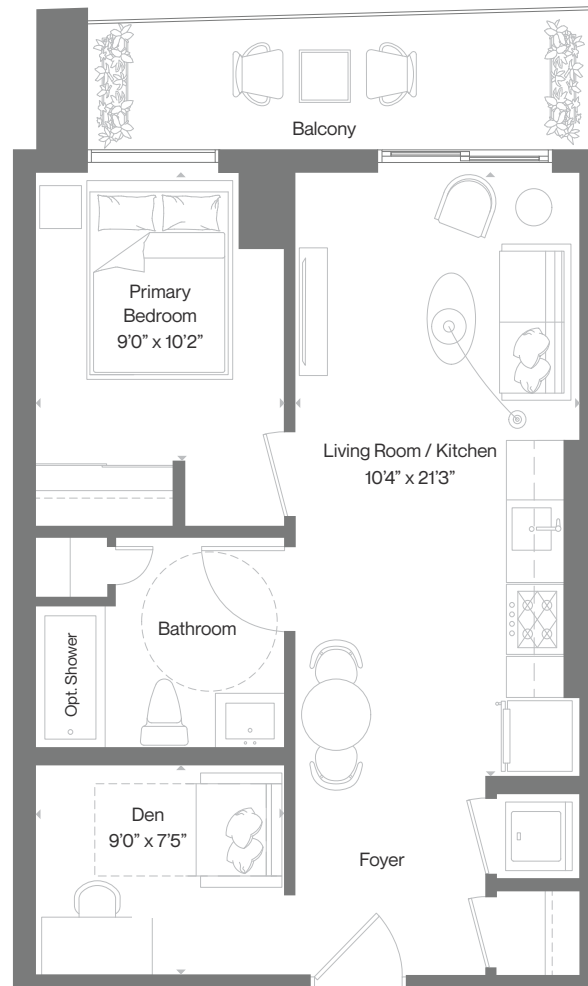 Balcony
Primary
Bedroom
9’0” x 10’2”
Living Room / Kitchen
10’4” x 21’3”
Bathroom
Opt. Shower
Den
9’0” x 7’5”
Foyer